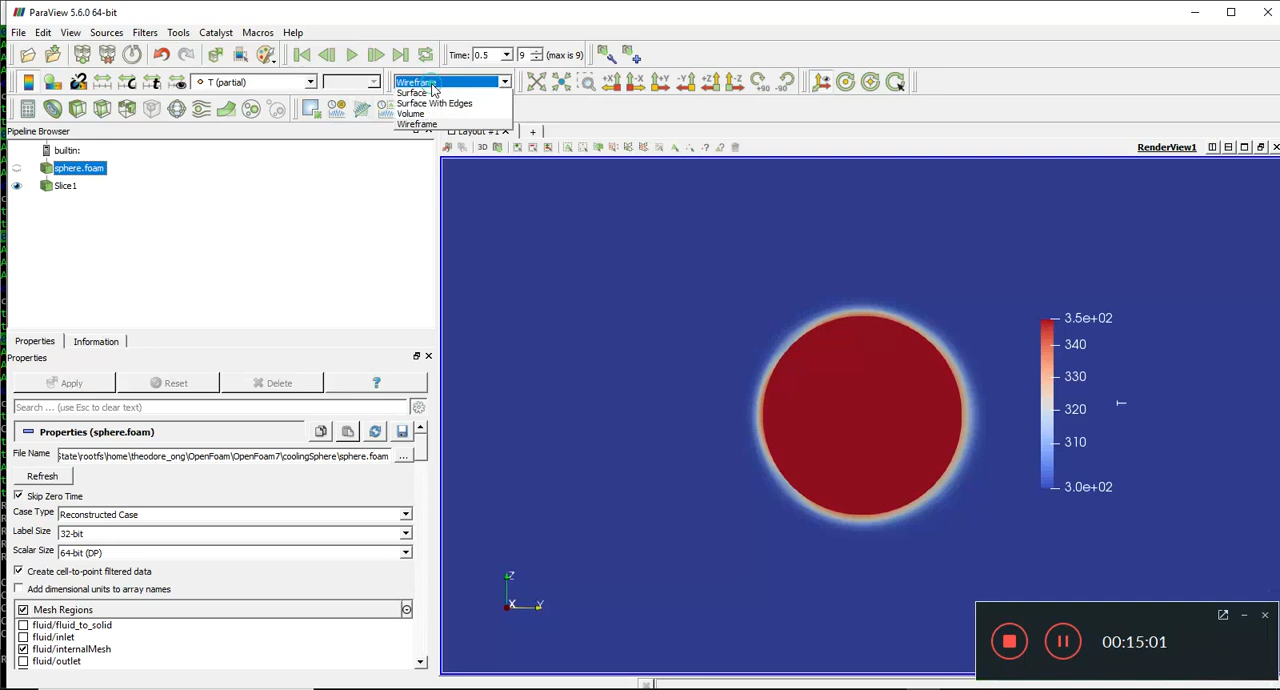 ParaView 5.6.0 64-bit
File Edit View Sources Filters Tools Catalyst Macros Help
Time: 0.5 9 (max is 9)
T (partial) Wireframe +X -X +Y -Y +Z -Z +90 -90
Surface
Surface With Edges
Volume
Wireframe
Pipeline Browser
Layout #1 +
builtin:
3D
RenderView1
sphere.foam
Slice1
Properties Information
Properties
Apply Reset Delete ?
Search ... (use Esc to clear text)
Properties (sphere.foam)
File Name State\rootfs\home\theodore_ong\OpenFoam\OpenFoam7\coolingSphere\sphere.foam ...
Refresh
Skip Zero Time
Case Type Reconstructed Case
Label Size 32-bit
Scalar Size 64-bit (DP)
Create cell-to-point filtered data
Add dimensional units to array names
Mesh Regions
fluid/fluid_to_solid
fluid/inlet
fluid/internalMesh
fluid/outlet
3.5e+02
340
330
320
T
310
3.0e+02
Z
X Y
00:15:01